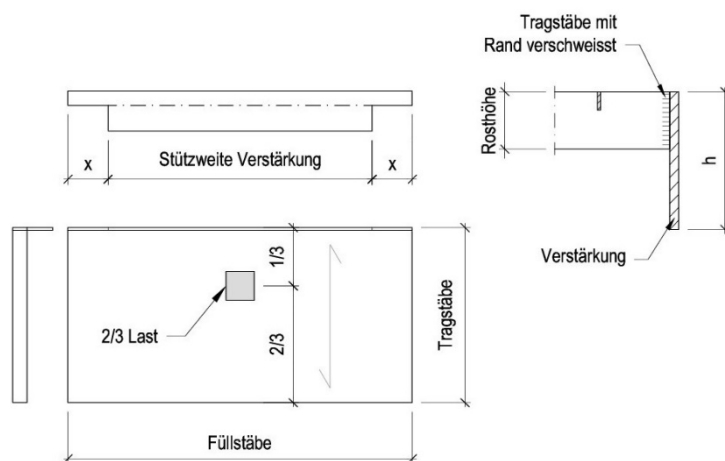 Tragstäbe mit
Rand verschweisst
Rosthöhe
h
x
Stützweite Verstärkung
x
Verstärkung
1/3
2/3 Last
2/3
Tragstäbe
Füllstäbe